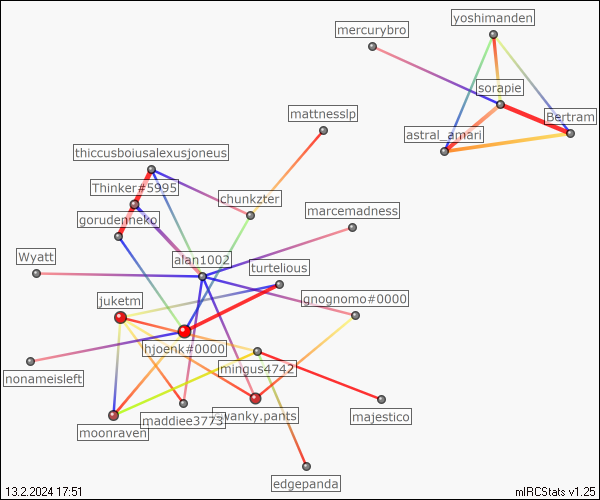 yoshimanden
mercurybro
sorapie
mattnesslp
Bertram
astral_amari
thiccusboiusalexusjoneus
Thinker#5995
chunkzter
marcemadness
gorudenneko
Wyatt
alan1002
turtelious
juketm
gnognomo#0000
hjoenk#0000
mingus4742
nonameisleft
maddiee3773
wanky.pants
majestico
moonraven
edgepanda
13.2.2024 17:51
mIRCStats v1.25